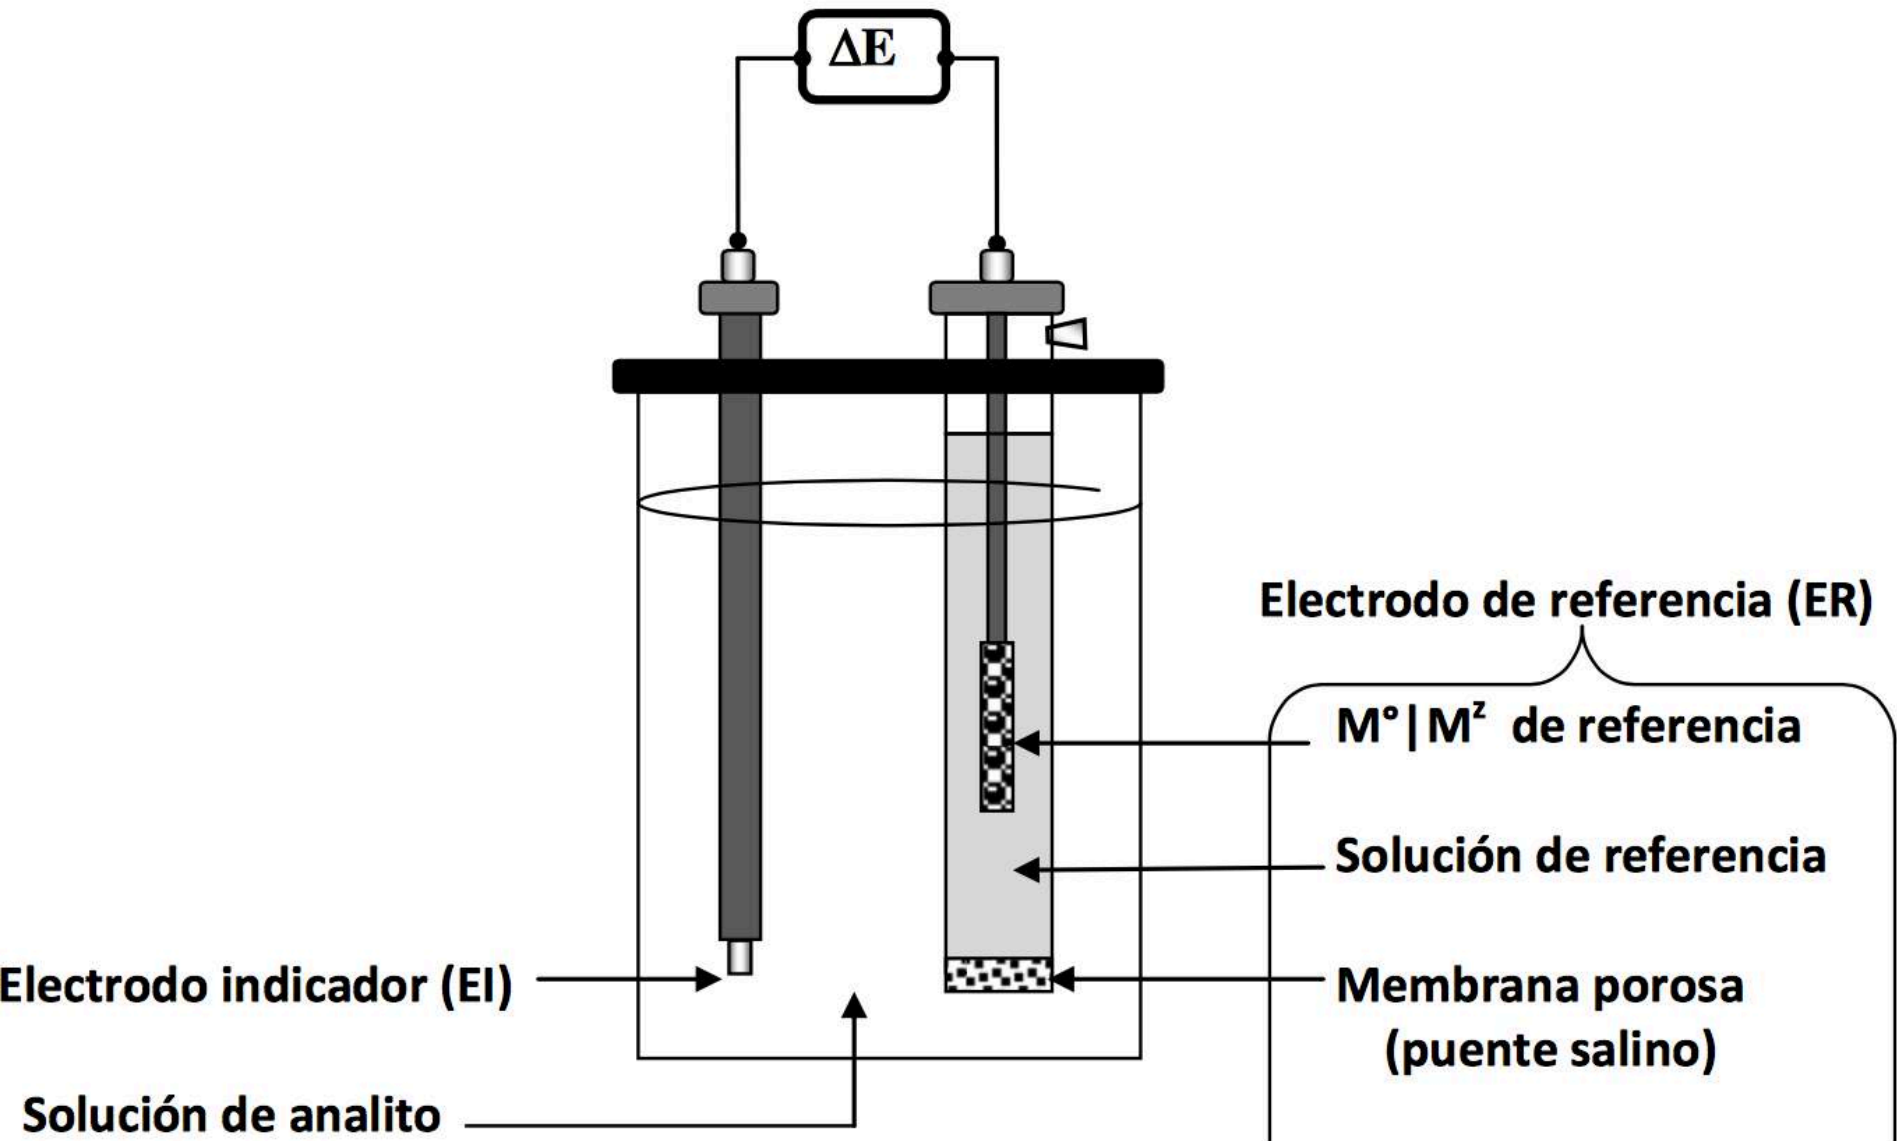 ΔE
Electrodo de referencia (ER)
M°|Mᶻ de referencia
Solución de referencia
Electrodo indicador (EI)
Membrana porosa
(puente salino)
Solución de analito